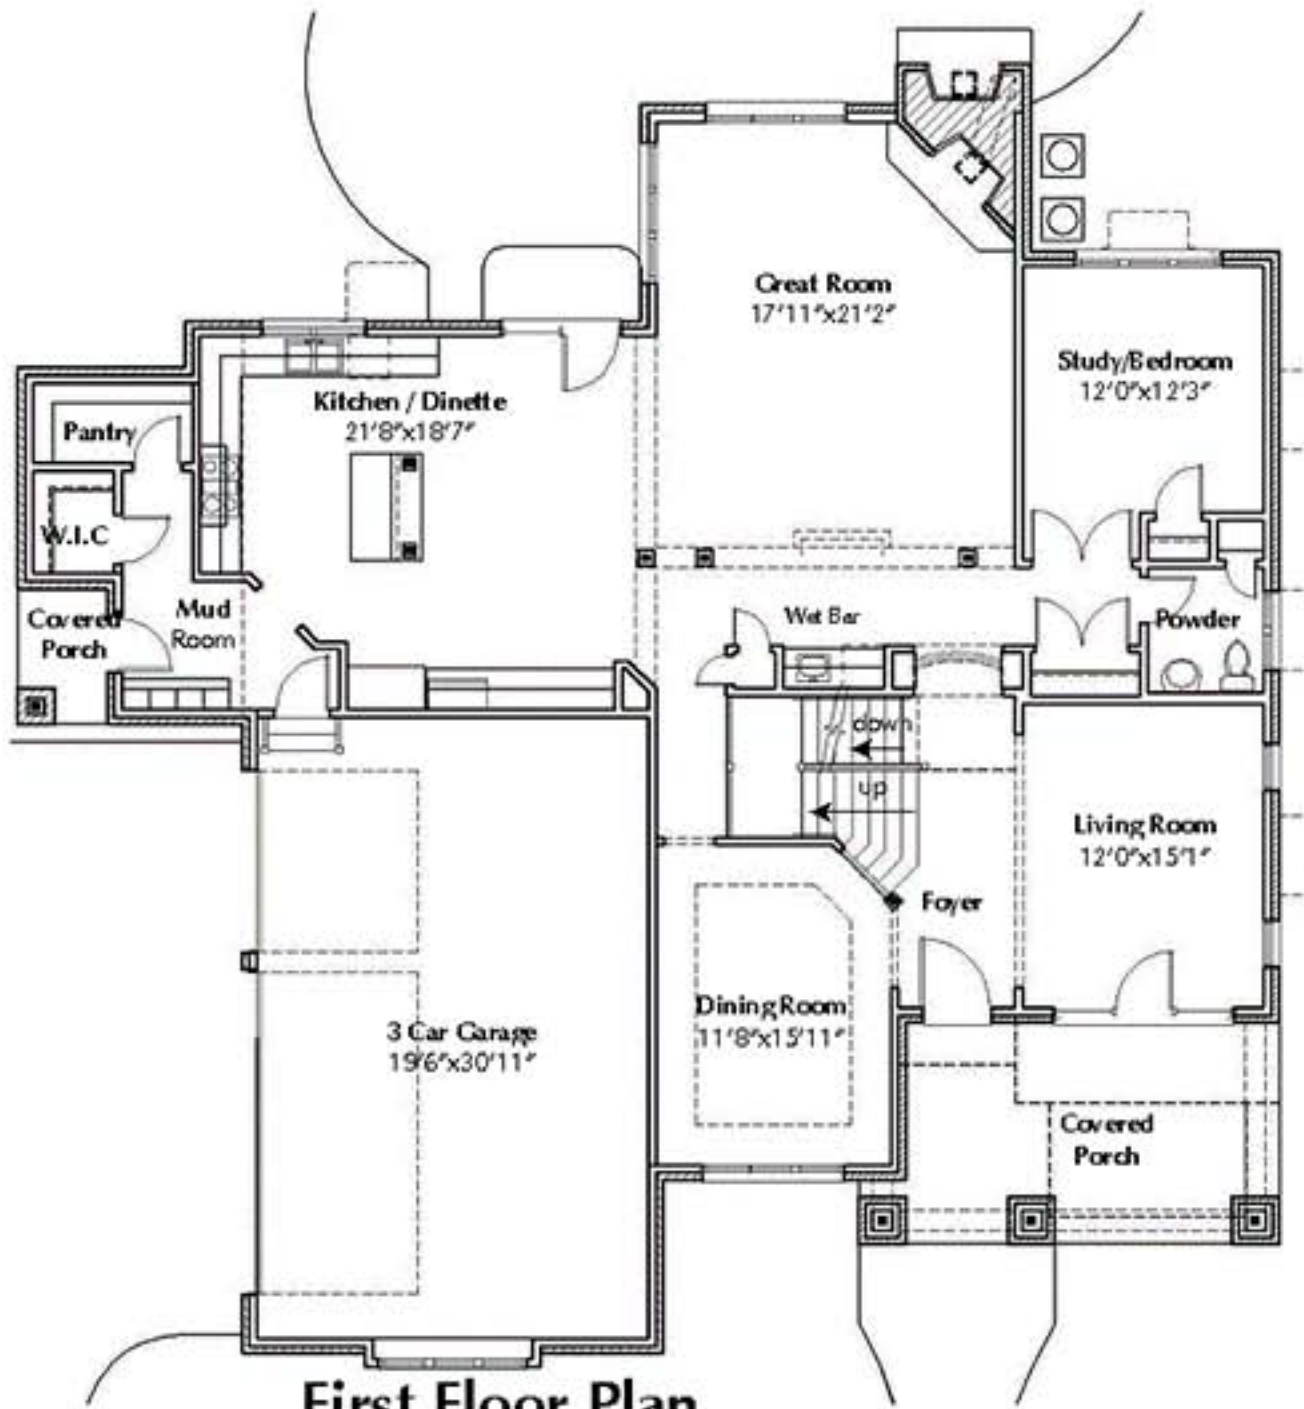 Great Room
17'11"x21'2"
Study/Bedroom
12'0"x12'3"
Kitchen / Dinette
21'8"x18'7"
Pantry
W.I.C
Covered
Porch
Mud
Room
Wet Bar
Powder
down
up
Living Room
12'0"x15'1"
Foyer
Dining Room
11'8"x15'11"
3 Car Garage
19'6"x30'11"
Covered
Porch
First Floor Plan